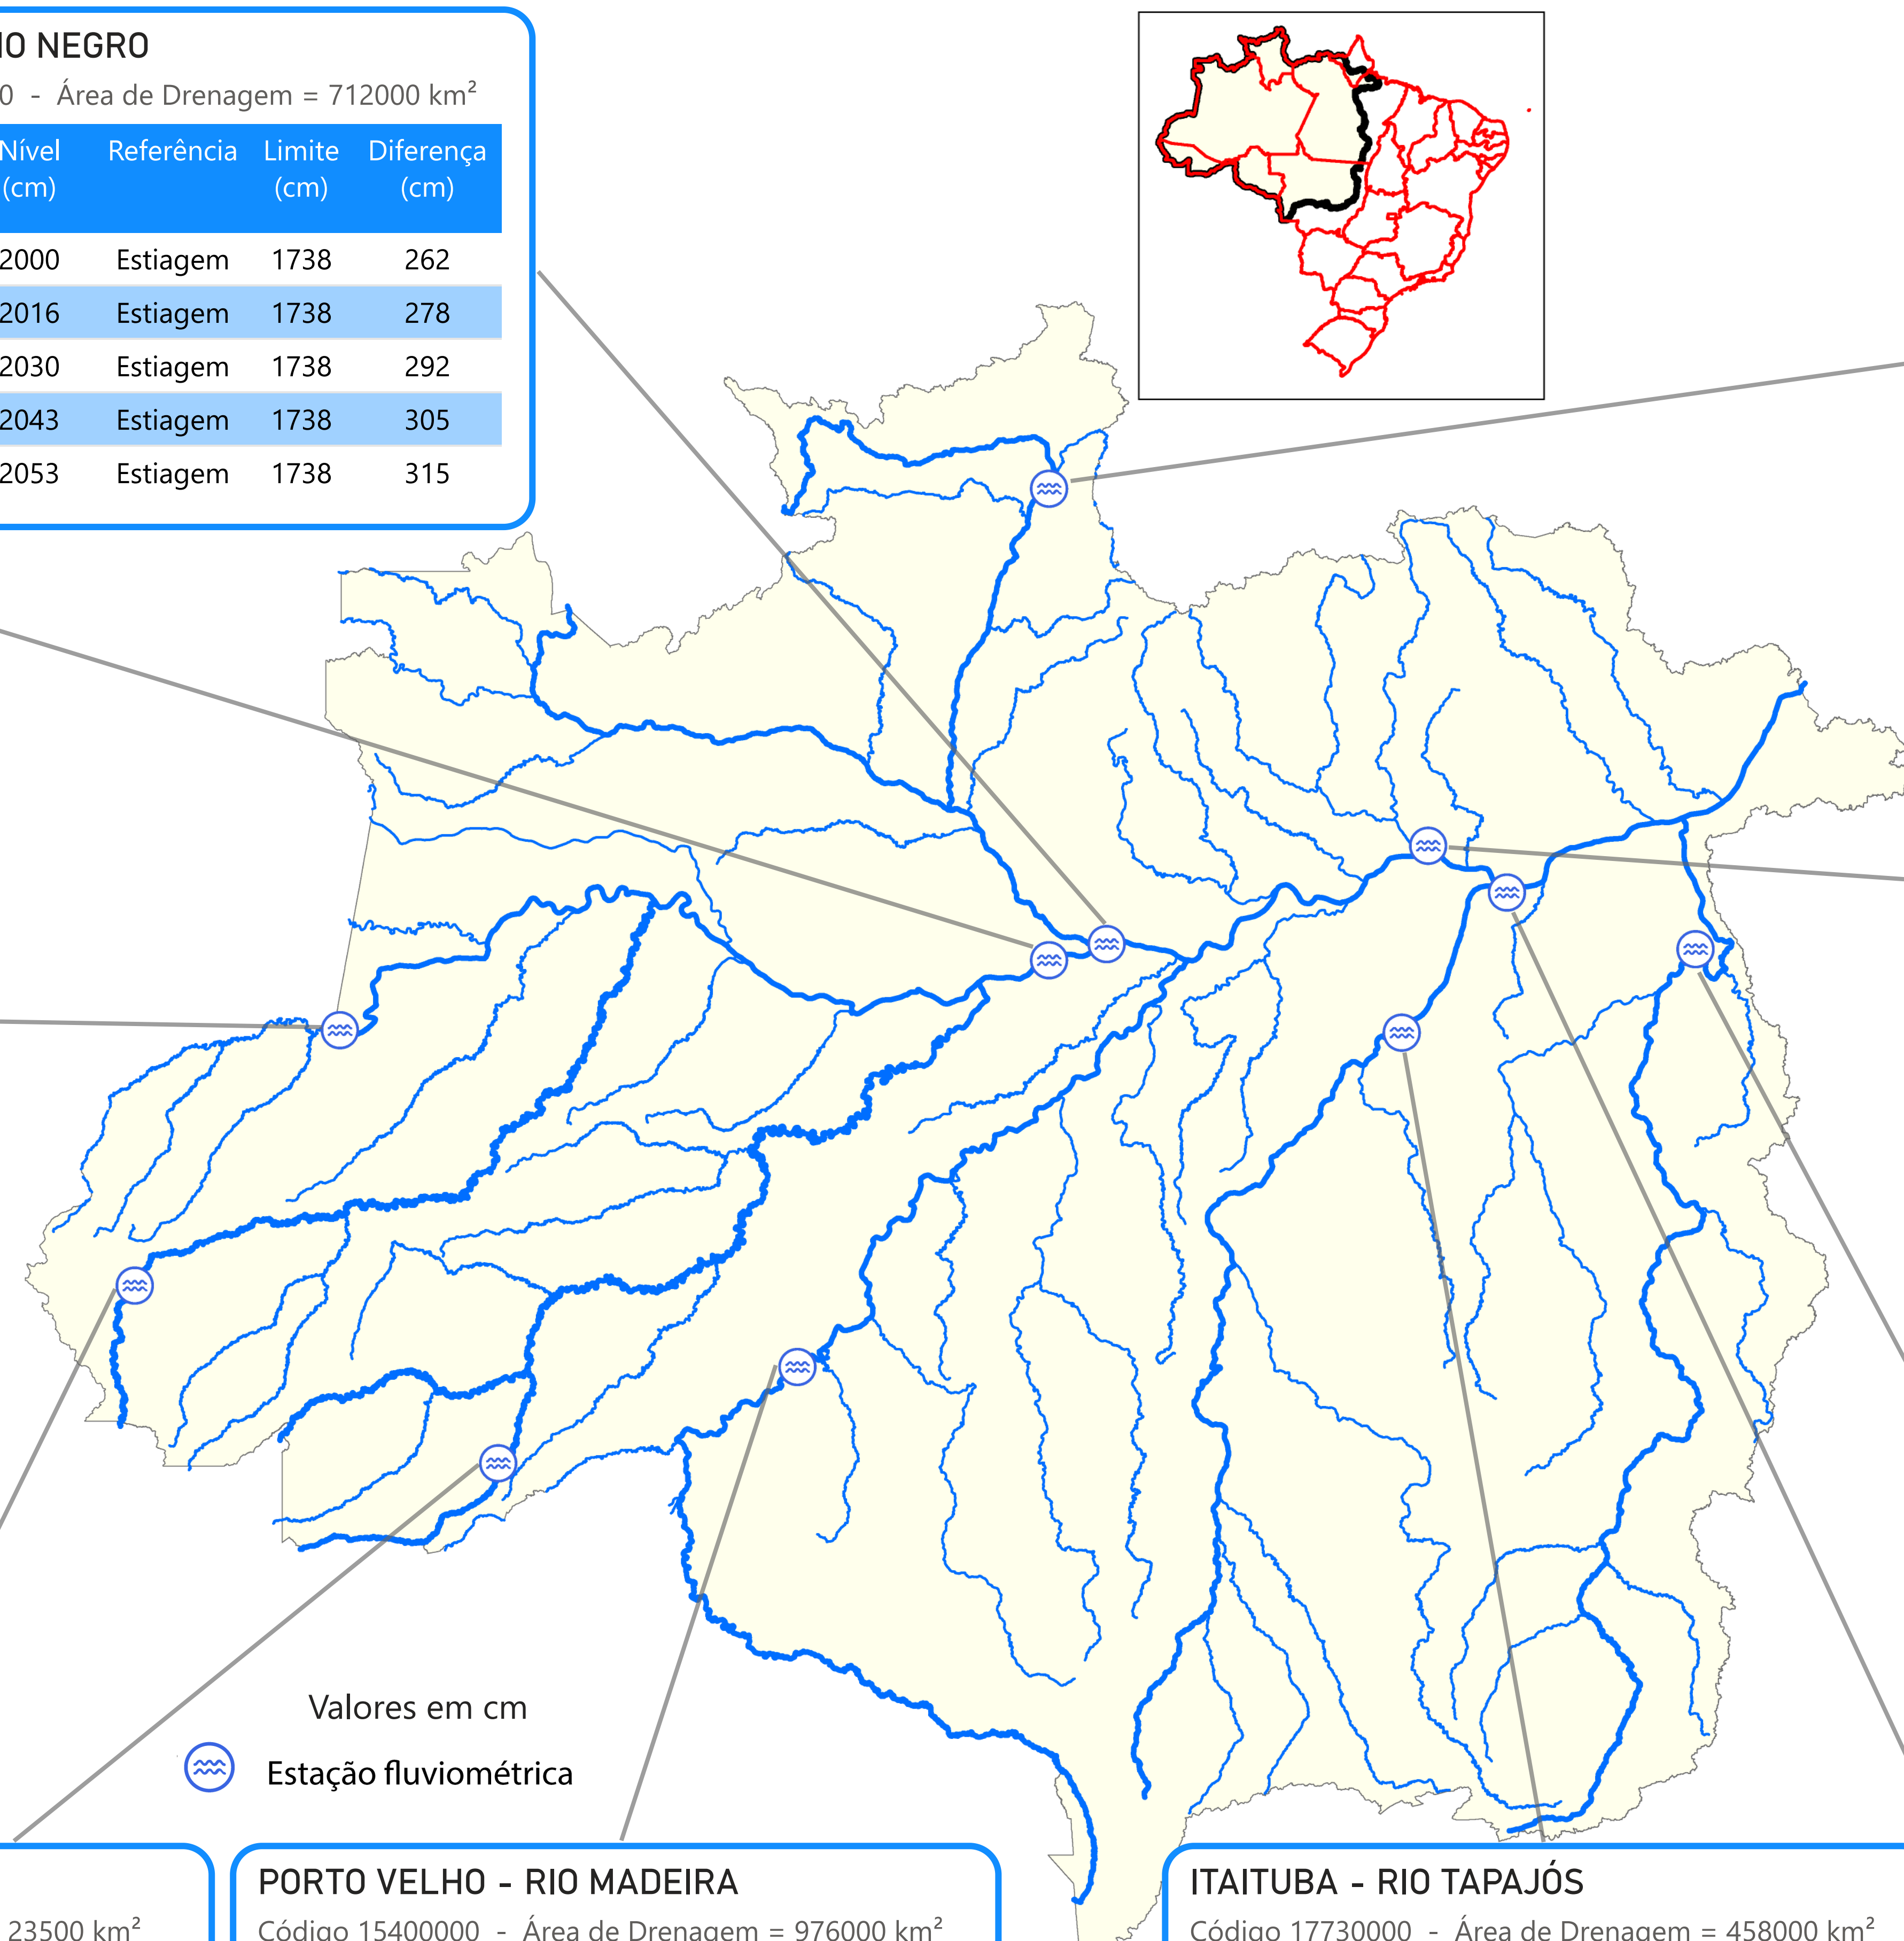 IO NEGRO
0 - Área de Drenagem = 712000 km²
Nível (cm) Referência Limite (cm) Diferença (cm)
2000 Estiagem 1738 262
2016 Estiagem 1738 278
2030 Estiagem 1738 292
2043 Estiagem 1738 305
2053 Estiagem 1738 315
Valores em cm
Estação fluviométrica
23500 km²
PORTO VELHO - RIO MADEIRA
Código 15400000 - Área de Drenagem = 976000 km²
ITAITUBA - RIO TAPAJÓS
Código 17730000 - Área de Drenagem = 458000 km²